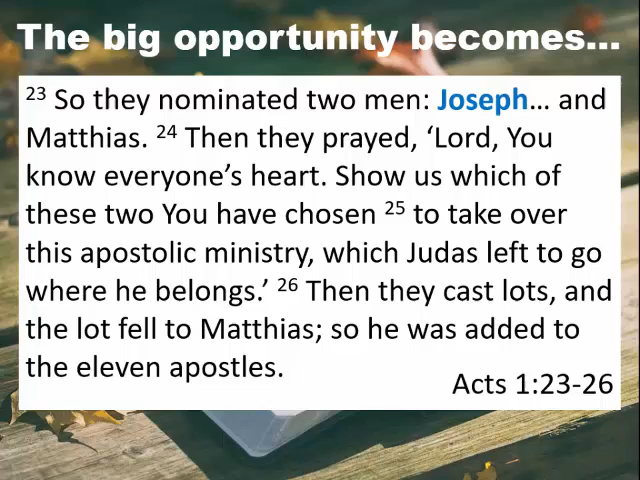 The big opportunity becomes...
²³ So they nominated two men: Joseph… and
Matthias. ²⁴ Then they prayed, ‘Lord, You
know everyone’s heart. Show us which of
these two You have chosen ²⁵ to take over
this apostolic ministry, which Judas left to go
where he belongs.’ ²⁶ Then they cast lots, and
the lot fell to Matthias; so he was added to
the eleven apostles.
Acts 1:23-26